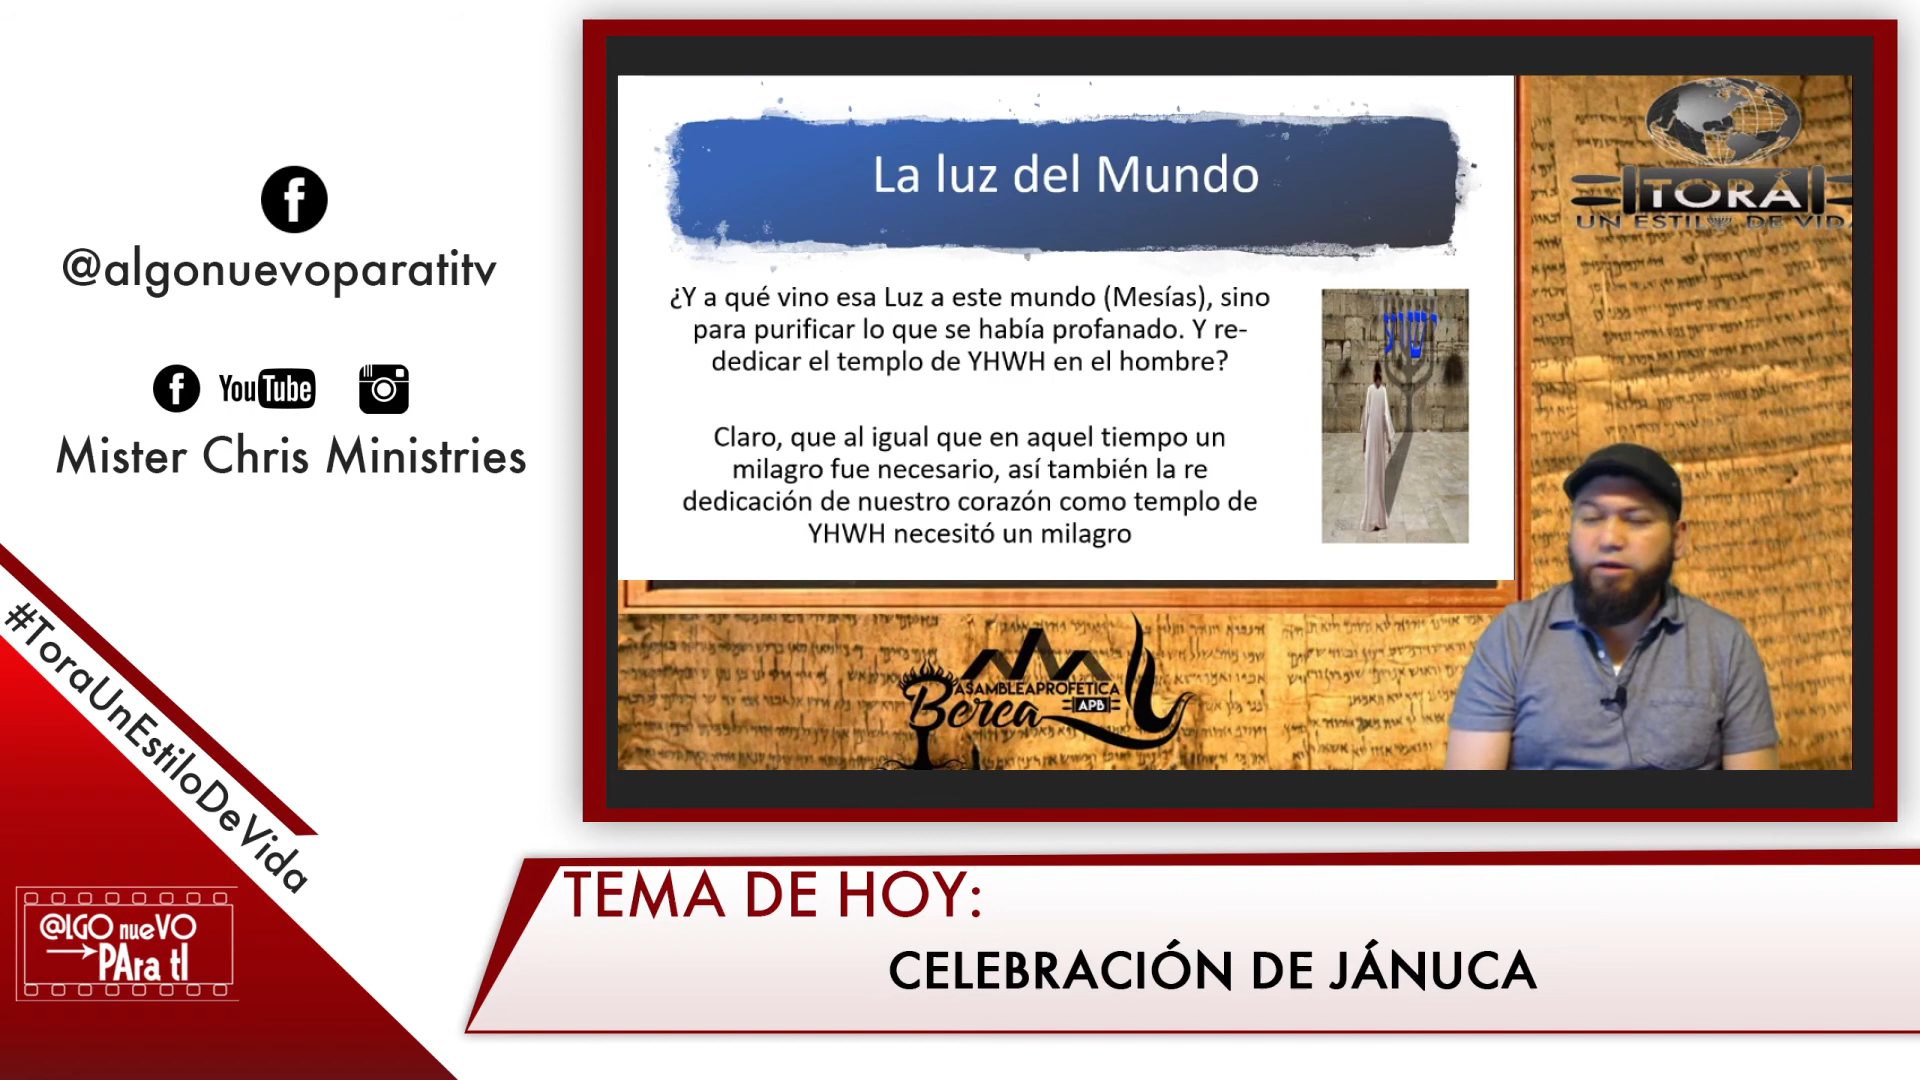 @algonuevoparatitv
You Tube
Mister Chris Ministries
#ToraUnEstiloDeVida
@LGO nueVO
PAra tI
La luz del Mundo
¿Y a qué vino esa Luz a este mundo (Mesías), sino
para purificar lo que se había profanado. Y re-
dedicar el templo de YHWH en el hombre?
Claro, que al igual que en aquel tiempo un
milagro fue necesario, así también la re
dedicación de nuestro corazón como templo de
YHWH necesitó un milagro
ישוע
TORÁ
UN ESTILO DE VIDA
ASAMBLEAPROFÉTICA
Berea
APB
TEMA DE HOY:
CELEBRACIÓN DE JÁNUCA